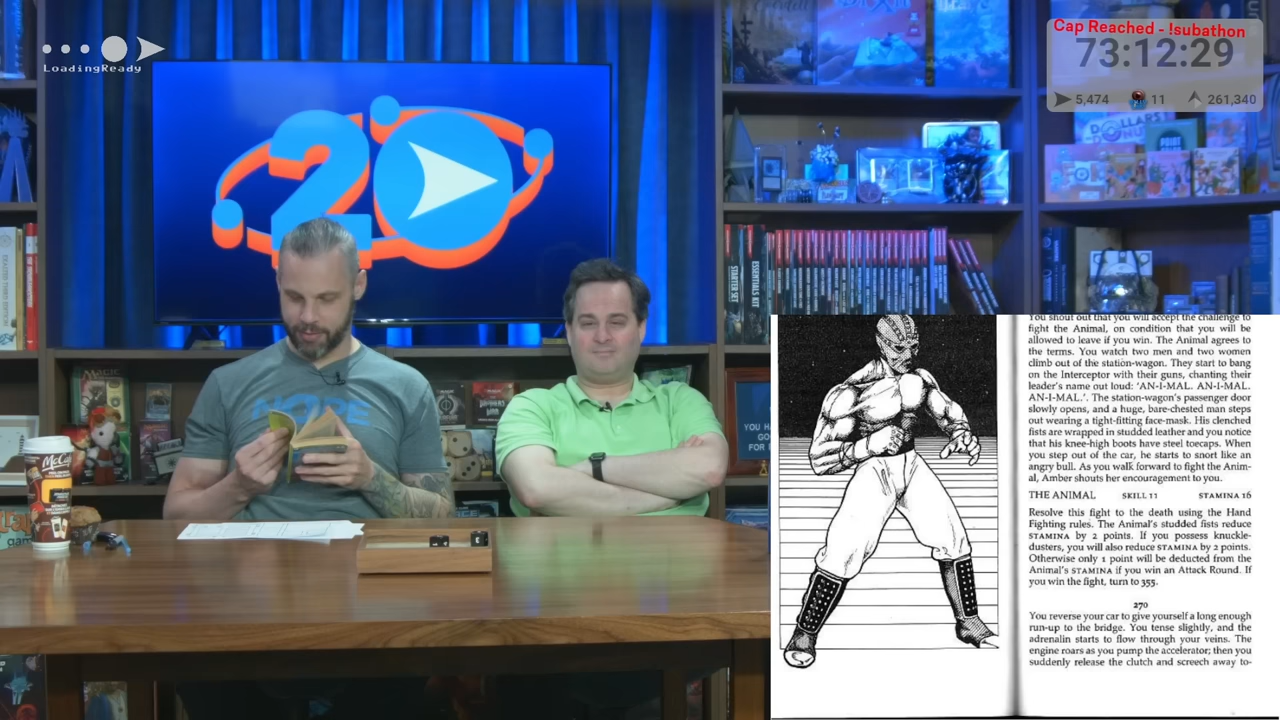 LoadingReady
Cap Reached - !subathon
73:12:29
5,474 11 261,340
20
DOLLARS
STARTER SET
ESSENTIALS KIT
MAGIC
NOPE
McCafé
YOU HA
GO
FOR
You shout out that you will accept the challenge to
fight the Animal, on condition that you will be
allowed to leave if you win. The Animal agrees to
the terms. You watch two men and two women
climb out of the station-wagon. They start to bang
on the Interceptor with their guns, chanting their
leader's name out loud: 'AN-I-MAL. AN-I-MAL.
AN-I-MAL.'. The station-wagon's passenger door
slowly opens, and a huge, bare-chested man steps
out wearing a tight-fitting face-mask. His clenched
fists are wrapped in studded leather and you notice
that his knee-high boots have steel toecaps. When
you step out of the car, he starts to snort like an
angry bull. As you walk forward to fight the Anim-
al, Amber shouts her encouragement to you.
THE ANIMAL SKILL 11 STAMINA 16
Resolve this fight to the death using the Hand
Fighting rules. The Animal's studded fists reduce
STAMINA by 2 points. If you possess knuckle-
dusters, you will also reduce STAMINA by 2 points.
Otherwise only 1 point will be deducted from the
Animal's STAMINA if you win an Attack Round. If
you win the fight, turn to 355.
270
You reverse your car to give yourself a long enough
run-up to the bridge. You tense slightly, and the
adrenalin starts to flow through your veins. The
engine roars as you pump the accelerator; then you
suddenly release the clutch and screech away to-